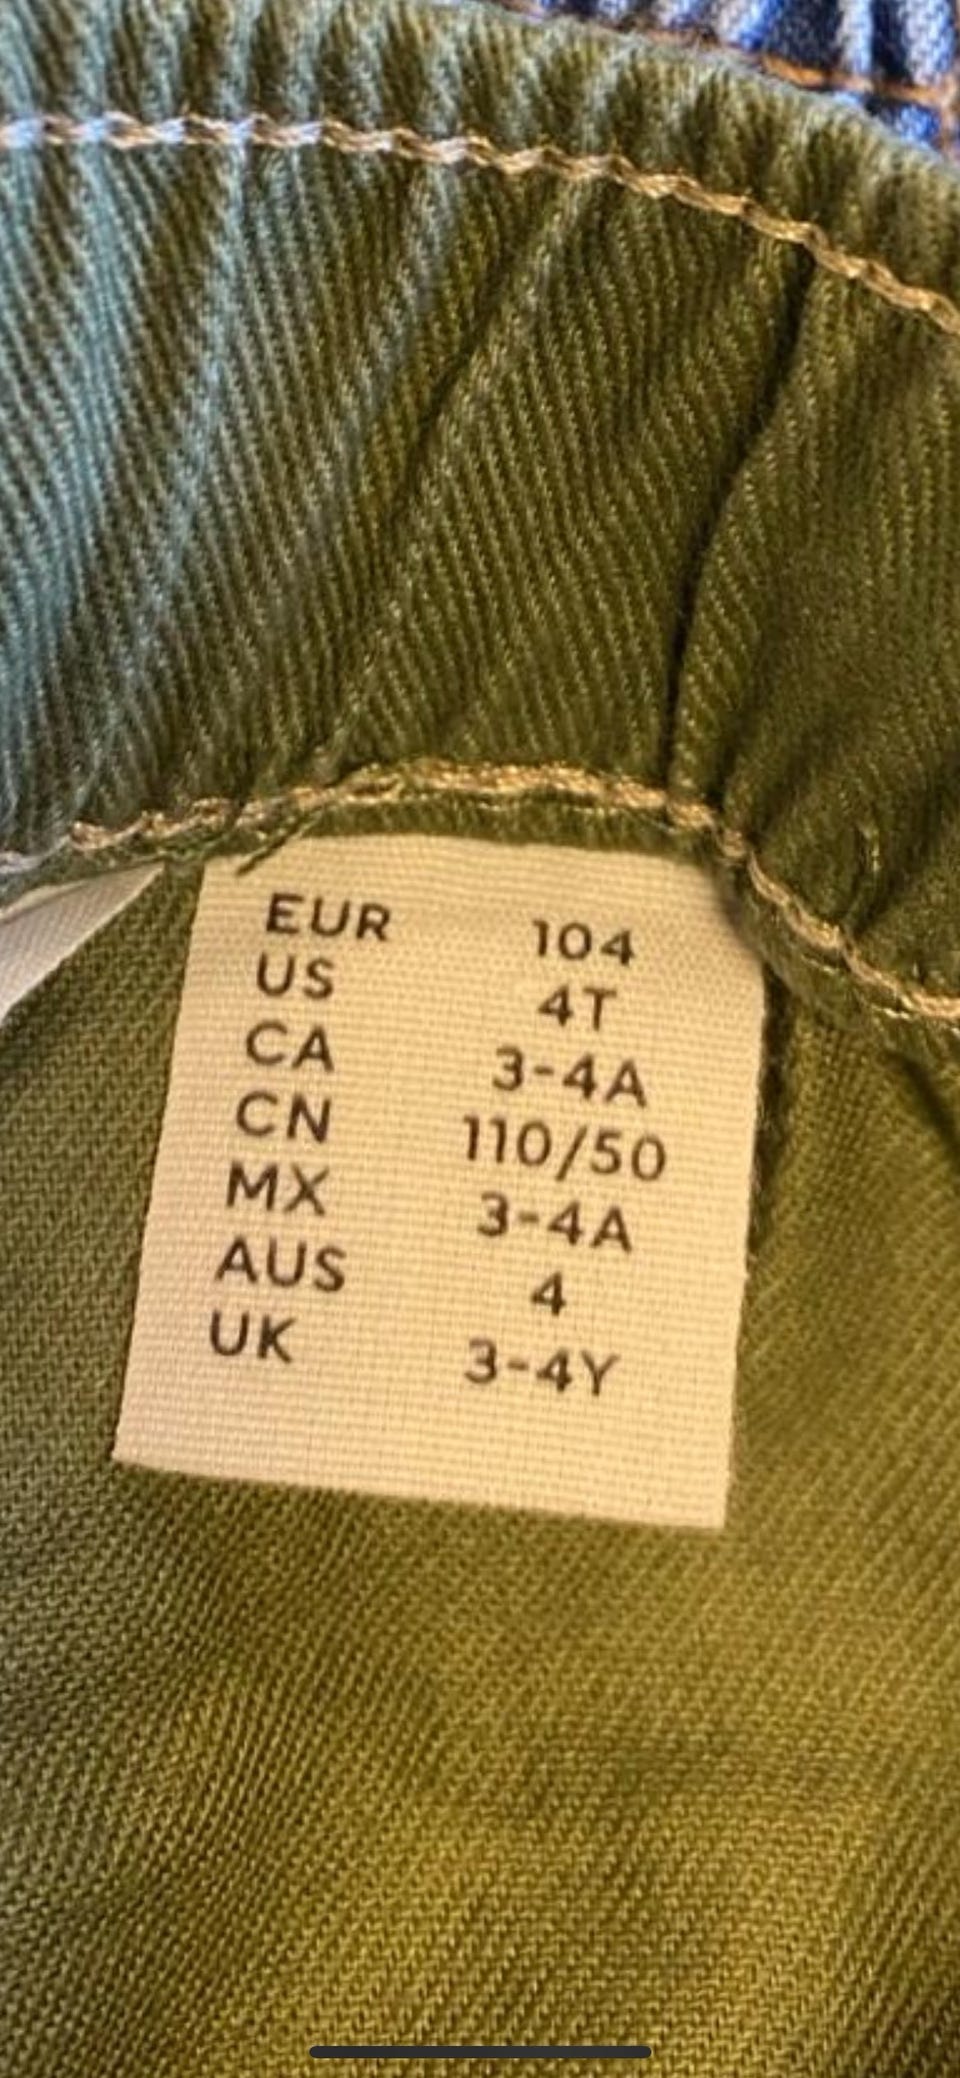 EUR 104
US 4T
CA 3-4A
CN 110/50
MX 3-4A
AUS 4
UK 3-4Y